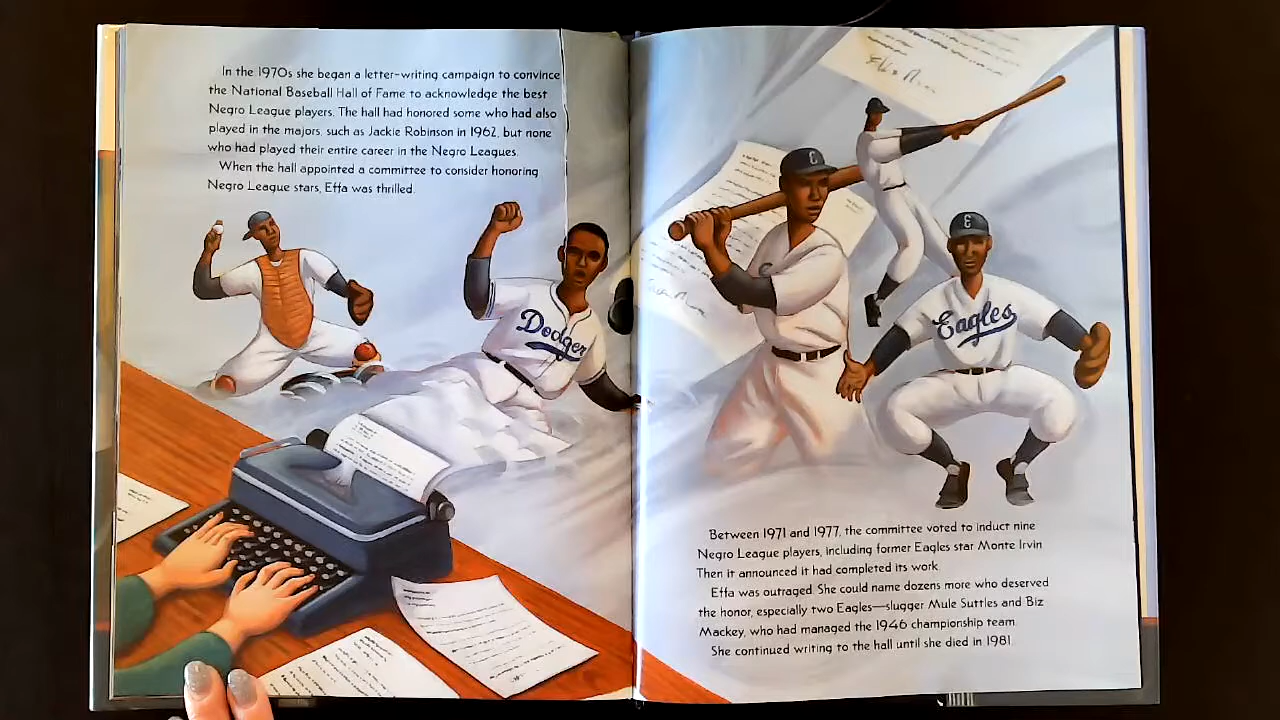 In the 1970s she began a letter-writing campaign to convince
the National Baseball Hall of Fame to acknowledge the best
Negro League players. The hall had honored some who had also
played in the majors, such as Jackie Robinson in 1962, but none
who had played their entire career in the Negro Leagues.
When the hall appointed a committee to consider honoring
Negro League stars, Effa was thrilled.
Dodger
E
E
E
Eagles
Between 1971 and 1977, the committee voted to induct nine
Negro League players, including former Eagles star Monte Irvin.
Then it announced it had completed its work.
Effa was outraged. She could name dozens more who deserved
the honor, especially two Eagles—slugger Mule Suttles and Biz
Mackey, who had managed the 1946 championship team.
She continued writing to the hall until she died in 1981.